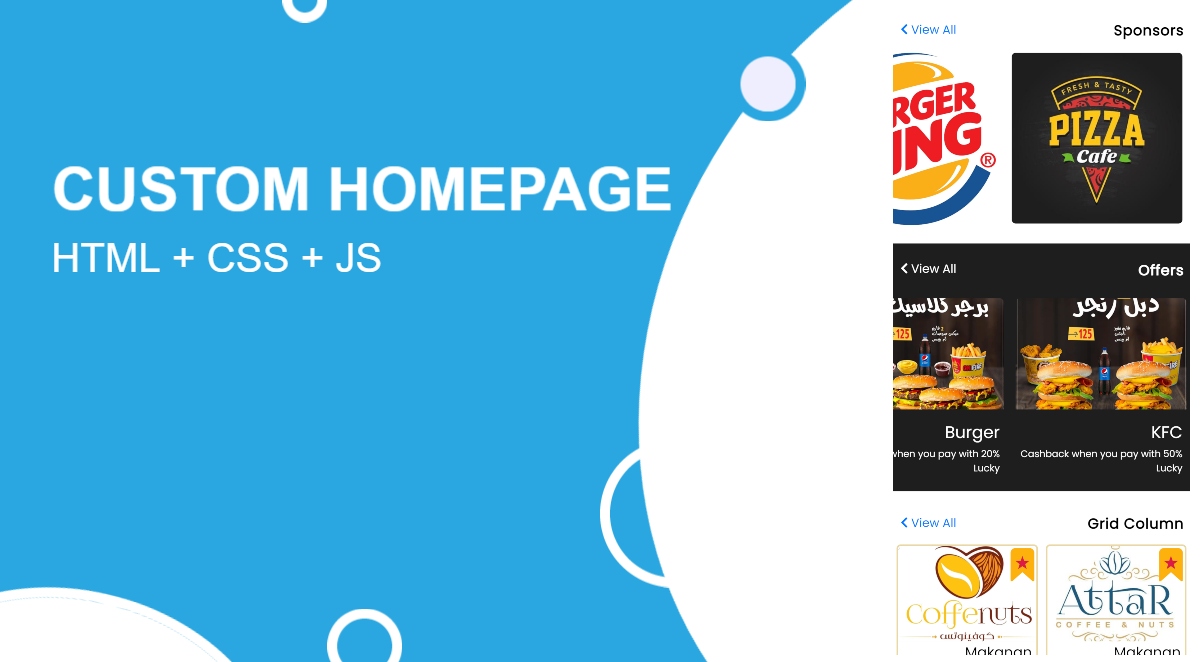 CUSTOM HOMEPAGE
HTML + CSS + JS
View All
Sponsors
RGER
ING
®
FRESH & TASTY
PIZZA
Cafe
View All
Offers
برجر كلاسيك
125
دبل رنجر
125
Burger
when you pay with 20%
Lucky
KFC
Cashback when you pay with 50%
Lucky
View All
Grid Column
Coffenuts
كوفينوتس
Makanan
AttaR
COFFEE & NUTS
Makanan